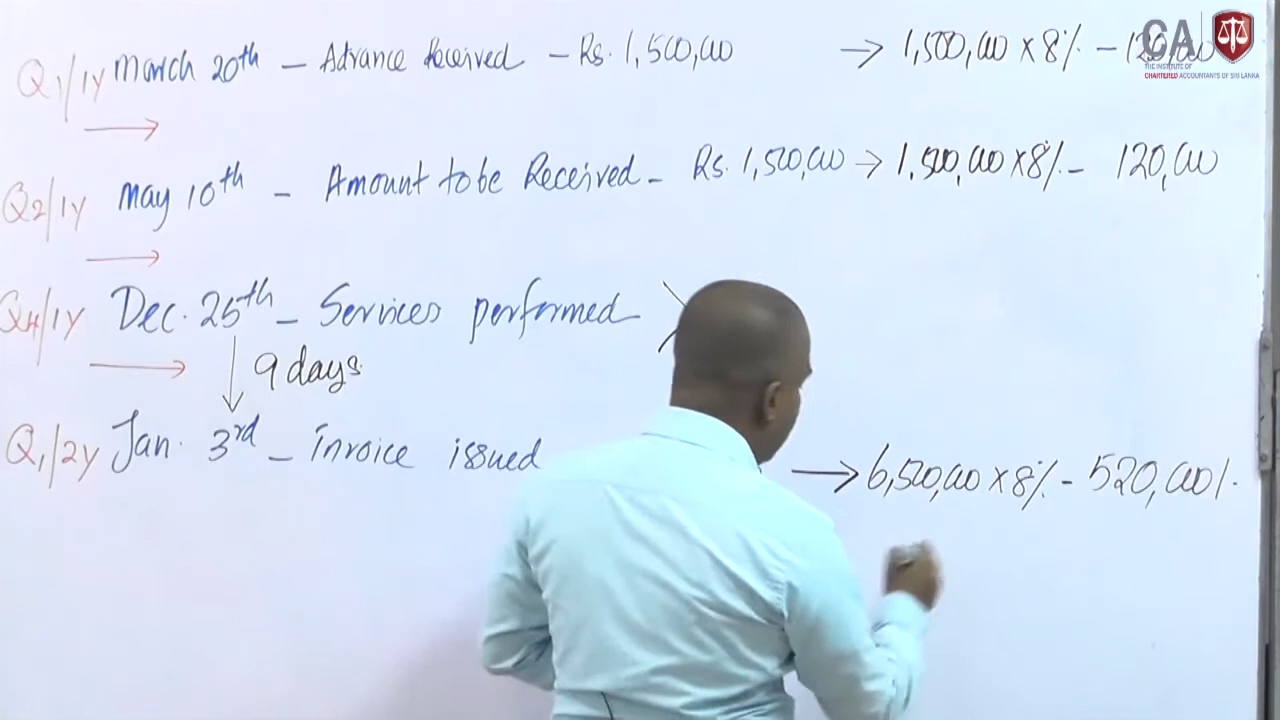 Q1/1Y March 20th – Advance Received – Rs. 1,500,000 → 1,500,000 × 8% –
CA
THE INSTITUTE OF
CHARTERED ACCOUNTANTS OF SRI LANKA
Q2/1Y May 10th – Amount to be Received – Rs. 1,500,000 → 1,500,000 × 8% – 120,000
Q4/1Y Dec. 25th – Services performed
9 days
Q1/2Y Jan. 3rd – invoice issued → 6,500,000 × 8% – 520,000/-